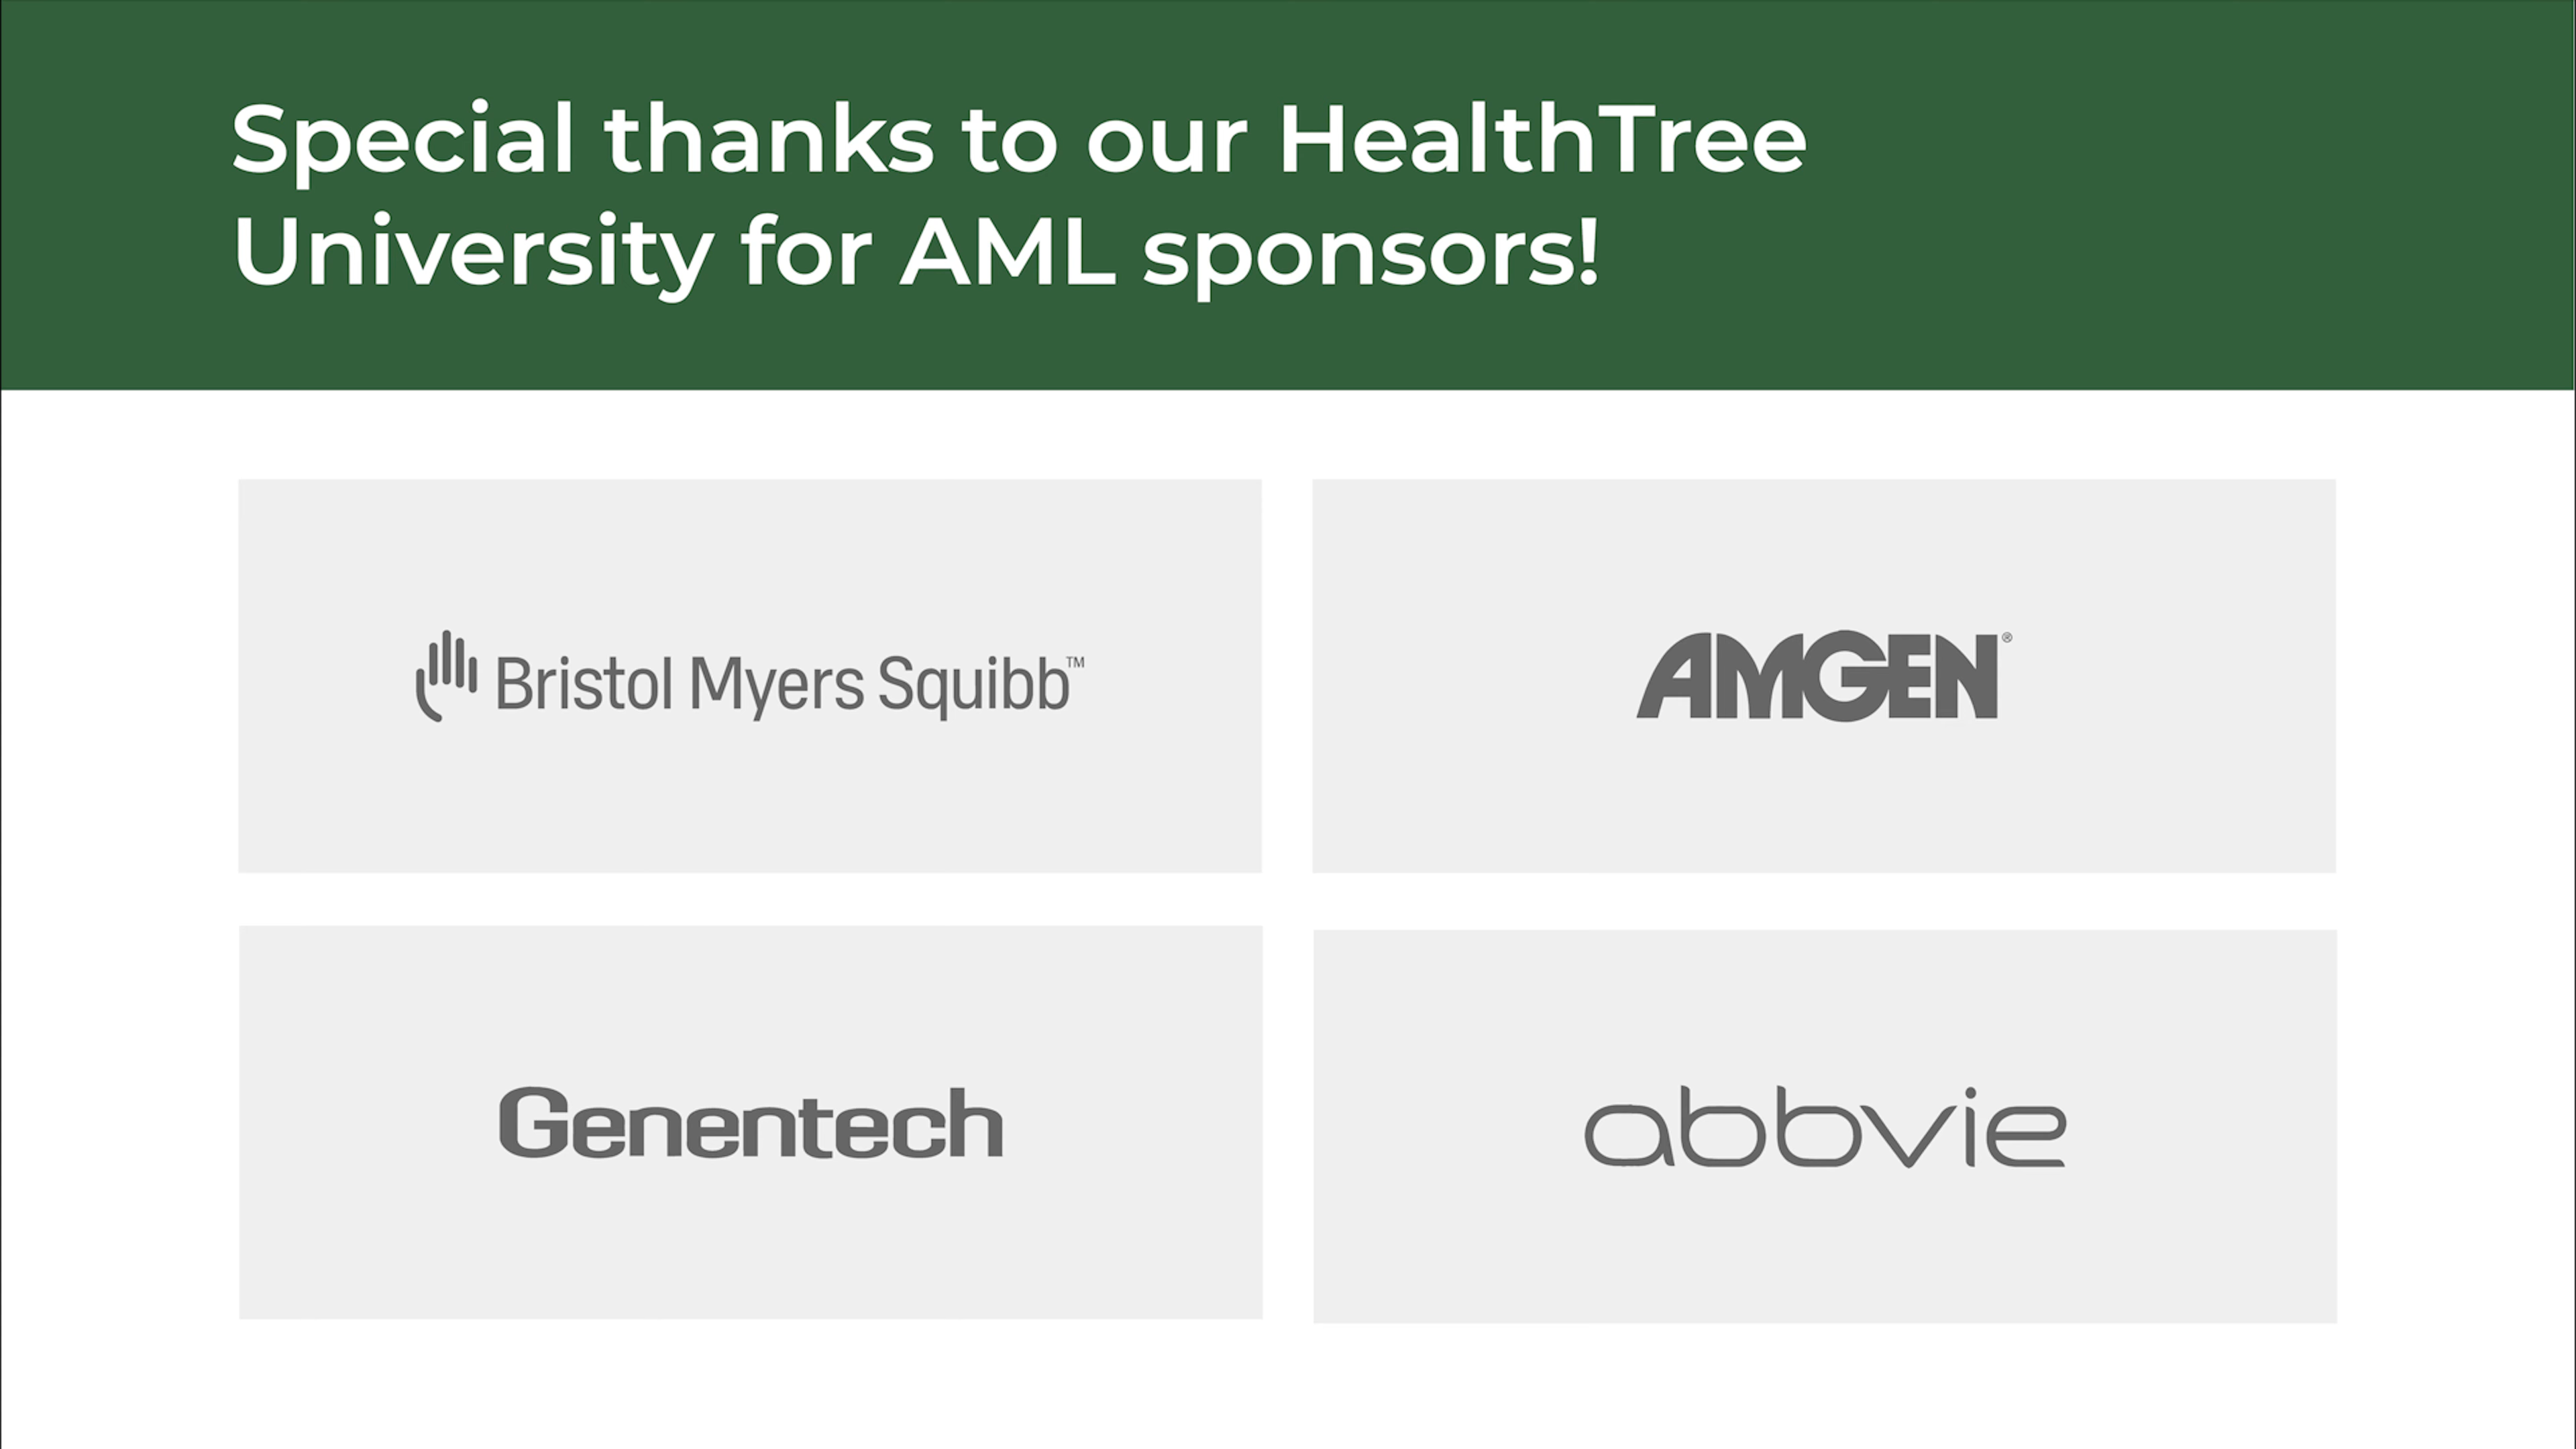 Special thanks to our HealthTree
University for AML sponsors!
Bristol Myers Squibb™
AMGEN®
Genentech
abbvie